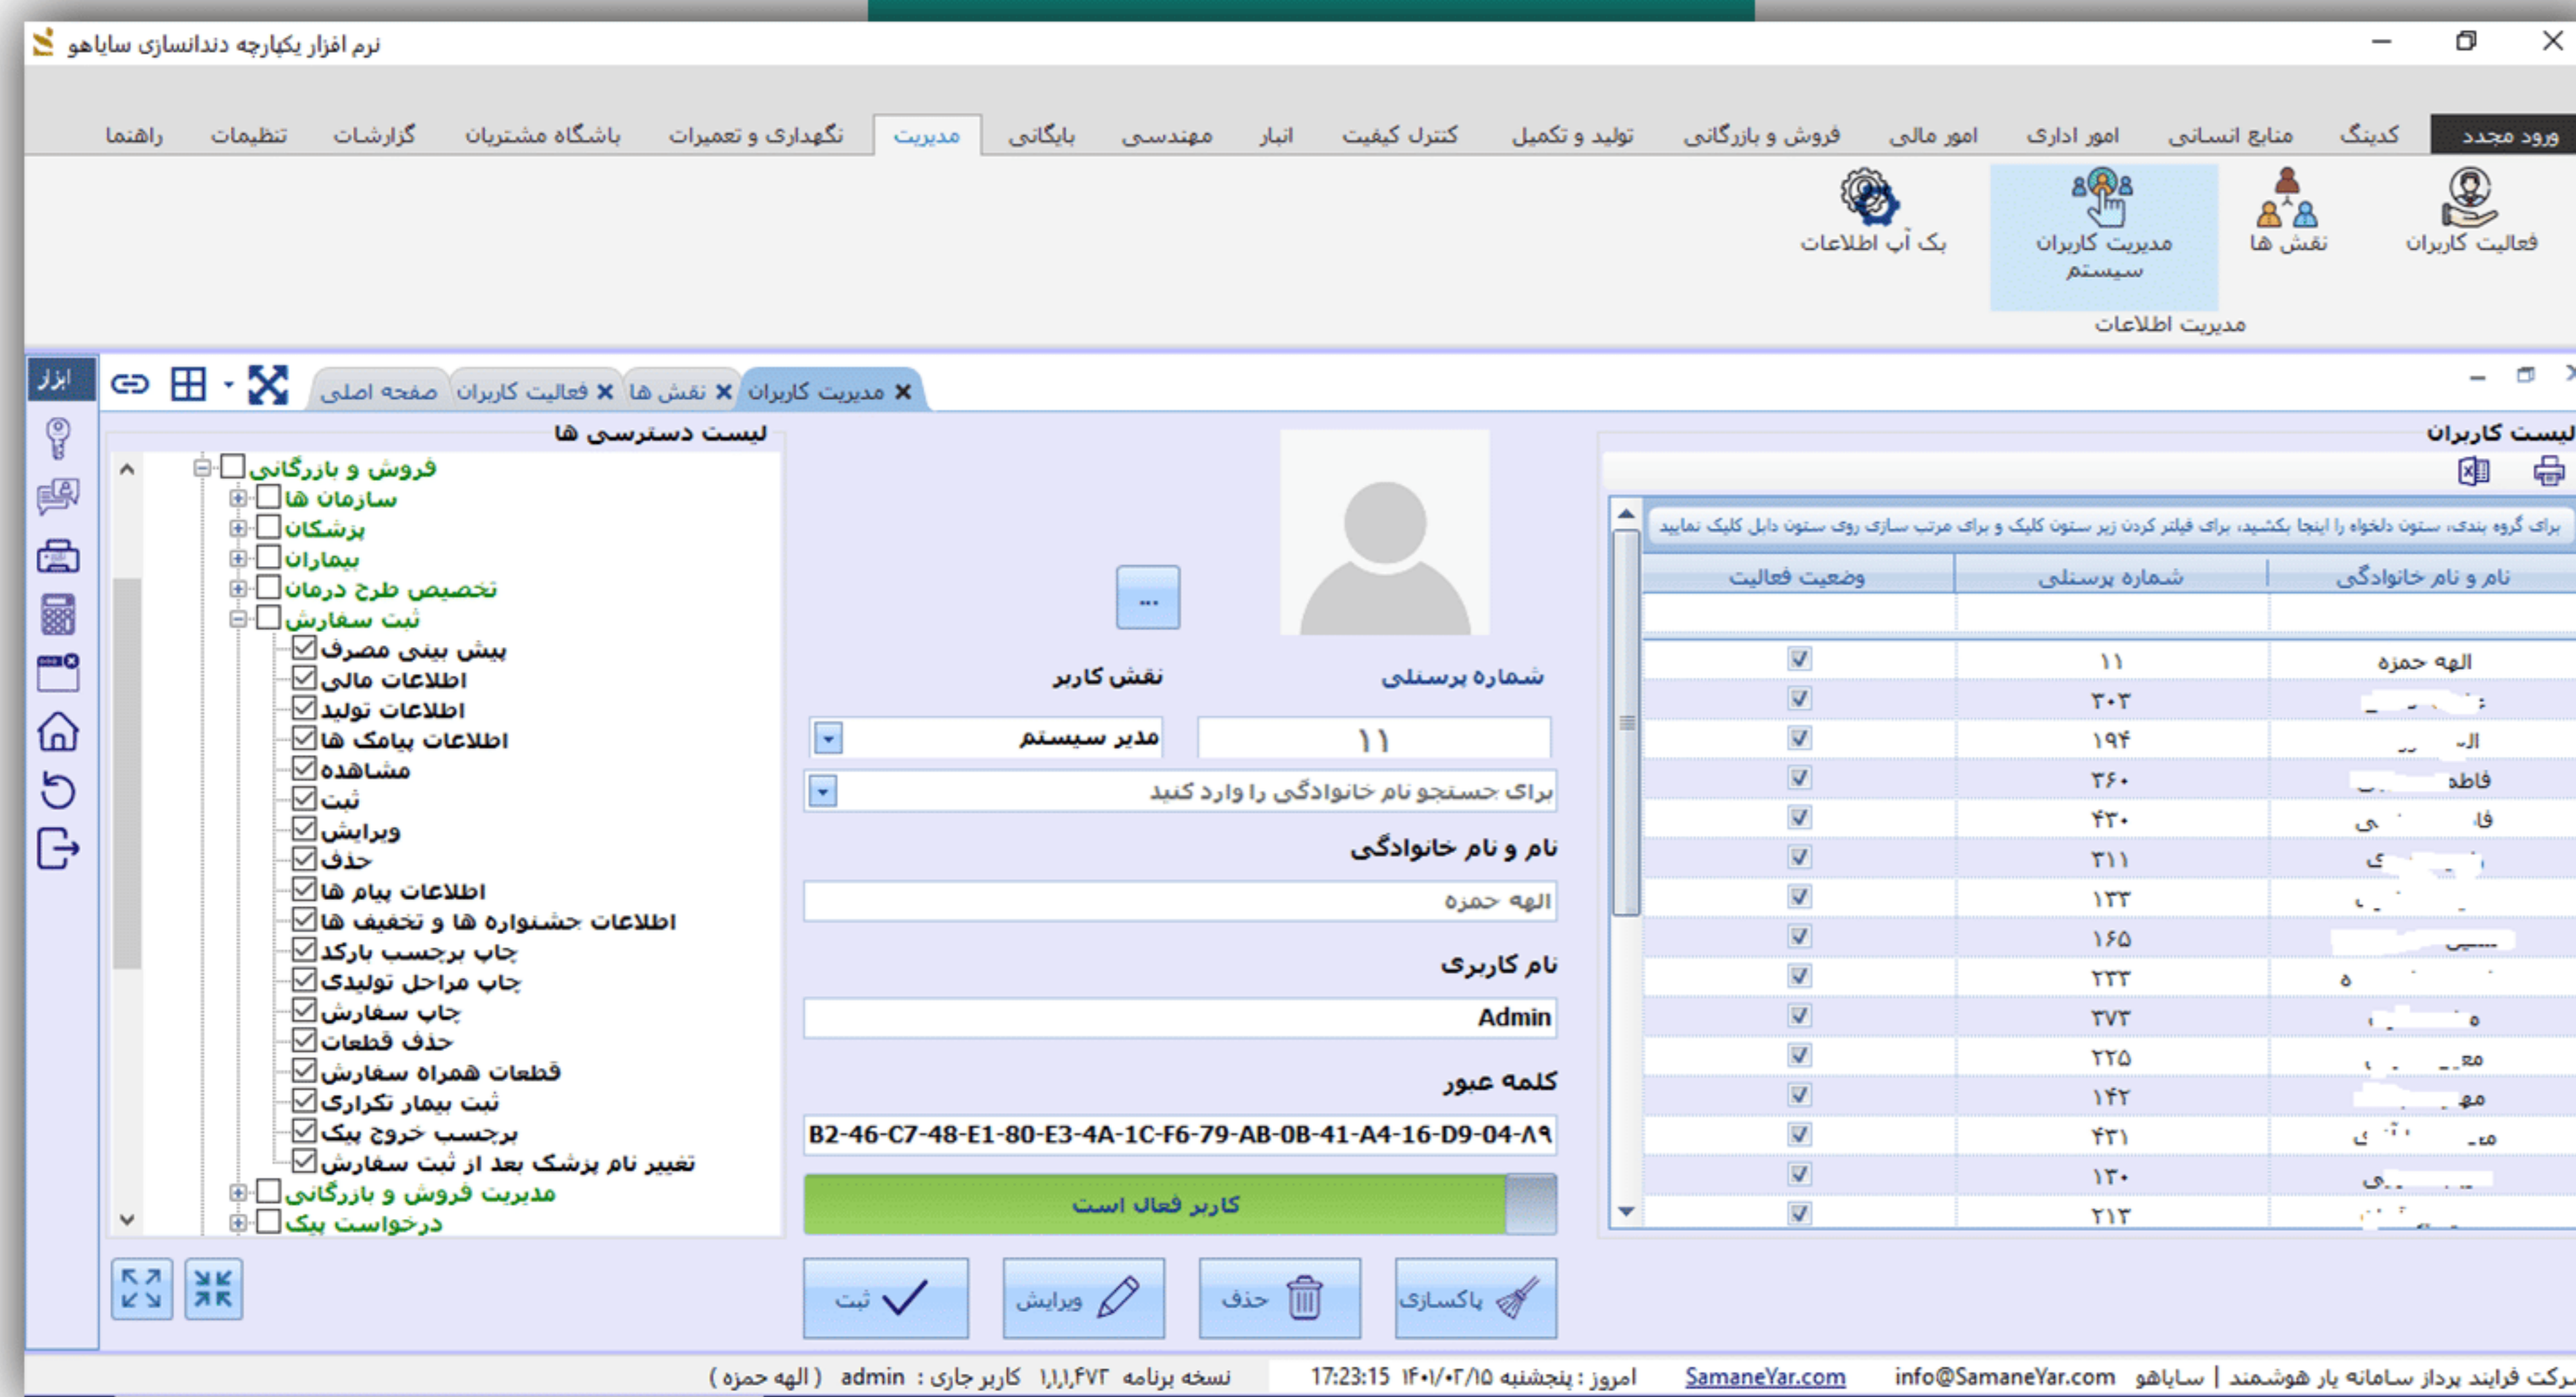 نرم افزار یکپارچه دندانسازی سایاهو
ورود مجدد
کدینگ
منابع انسانی
امور اداری
امور مالی
فروش و بازرگانی
تولید و تکمیل
کنترل کیفیت
انبار
مهندسی
بایگانی
مدیریت
نگهداری و تعمیرات
باشگاه مشتریان
گزارشات
تنظیمات
راهنما
فعالیت کاربران
نقش ها
مدیریت کاربران
سیستم
بک آپ اطلاعات
مدیریت اطلاعات
ابزار
صفحه اصلی
فعالیت کاربران
نقش ها
مدیریت کاربران
لیست کاربران
برای گروه بندی، ستون دلخواه را اینجا بکشید، برای فیلتر کردن زیر ستون کلیک و برای مرتب سازی روی ستون دابل کلیک نمایید
نام و نام خانوادگی
شماره پرسنلی
وضعیت فعالیت
الهه حمزه ۱۱
۳۰۳
۱۹۴
۳۶۰
۴۳۰
۳۱۱
۱۳۳
۱۶۵
۲۳۳
۳۷۳
۲۲۵
۱۴۲
۴۳۱
۱۳۰
۲۱۳
...
شماره پرسنلی
نقش کاربر
۱۱
مدیر سیستم
برای جستجو نام خانوادگی را وارد کنید
نام و نام خانوادگی
الهه حمزه
نام کاربری
Admin
کلمه عبور
B2-46-C7-48-E1-80-E3-4A-1C-F6-79-AB-0B-41-A4-16-D9-04-۸۹
کاربر فعال است
پاکسازی
حذف
ویرایش
ثبت
لیست دسترسی ها
فروش و بازرگانی
سازمان ها
پزشکان
بیماران
تخصیص طرح درمان
ثبت سفارش
پیش بینی مصرف
اطلاعات مالی
اطلاعات تولید
اطلاعات پیامک ها
مشاهده
ثبت
ویرایش
حذف
اطلاعات پیام ها
اطلاعات جشنواره ها و تخفیف ها
چاپ برچسب بارکد
چاپ مراحل تولیدی
چاپ سفارش
حذف قطعات
قطعات همراه سفارش
ثبت بیمار تکراری
برچسب خروج پیک
تغییر نام پزشک بعد از ثبت سفارش
مدیریت فروش و بازرگانی
درخواست پیک
فرایند پرداز سامانه یار هوشمند | سایاهو info@SamaneYar.com SamaneYar.com
امروز : پنجشنبه ۱۴۰۱/۰۲/۱۵ 17:23:15
نسخه برنامه ۱,۱,۱,۴۷۳ کاربر جاری : admin ( الهه حمزه )